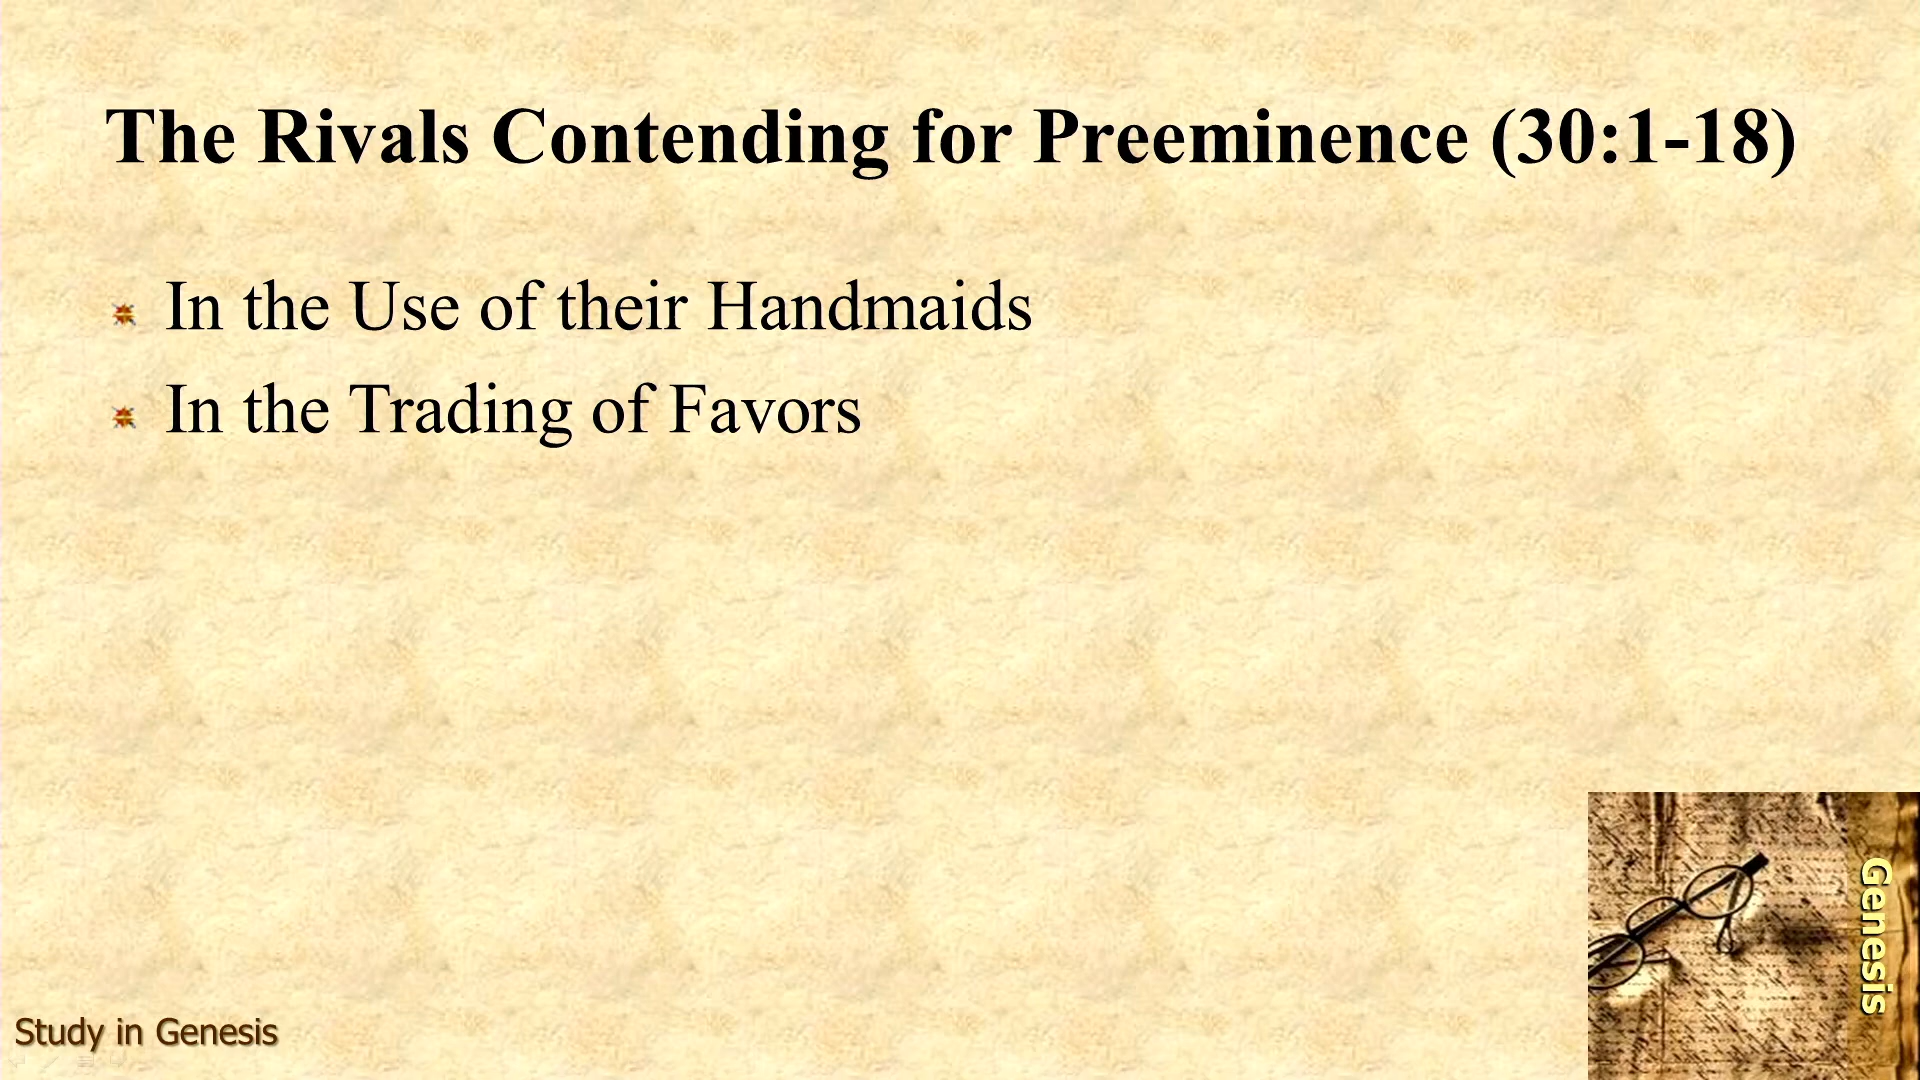 The Rivals Contending for Preeminence (30:1-18)
In the Use of their Handmaids
In the Trading of Favors
Genesis
Study in Genesis